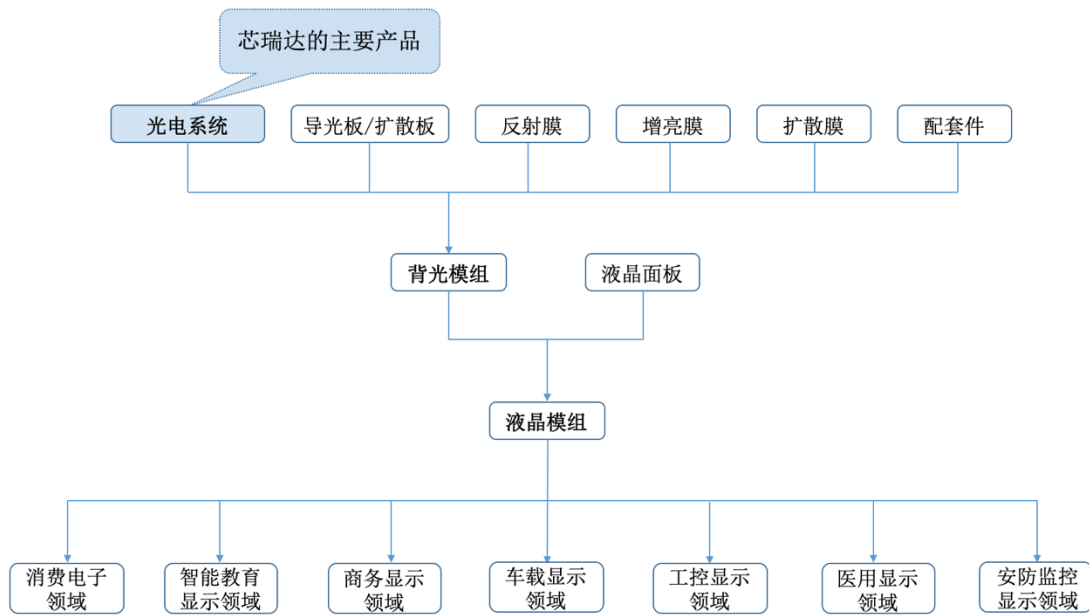 芯瑞达的主要产品
光电系统
导光板/扩散板
反射膜
增亮膜
扩散膜
配套件
背光模组
液晶面板
液晶模组
消费电子
领域
智能教育
显示领域
商务显示
领域
车载显示
领域
工控显示
领域
医用显示
领域
安防监控
显示领域